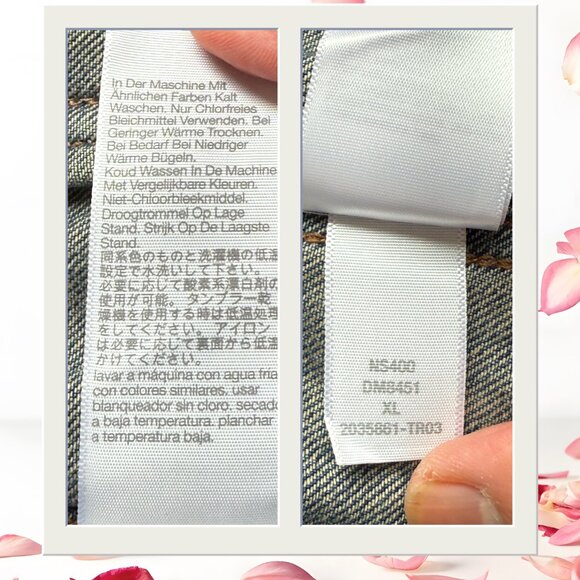 In Der Maschine Mit
Ähnlichen Farben Kalt
Waschen. Nur Chlorfreies
Bleichmittel Verwenden. Bei
Geringer Wärme Trocknen.
Bei Bedarf Bei Niedriger
Wärme Bügeln.
Koud Wassen In De Machine
Met Vergelijkbare Kleuren.
Niet-Chloorbleekmiddel.
Droogtrommel Op Lage
Stand. Strijk Op De Laagste
Stand.
同系色のものと洗濯機の低温
設定で水洗いして下さい。
必要に応じて酸素系漂白剤の
使用が可能。 タンブラー乾
燥機を使用する時は低温処理
をしてください。 アイロン
は必要に応じて裏面から低温
かけてください。
lavar a máquina con agua fria
con colores similares. usar
blanqueador sin cloro. secado
a baja temperatura. planchar
a temperatura baja.
NS400
DM8451
XL
2035661-TR03